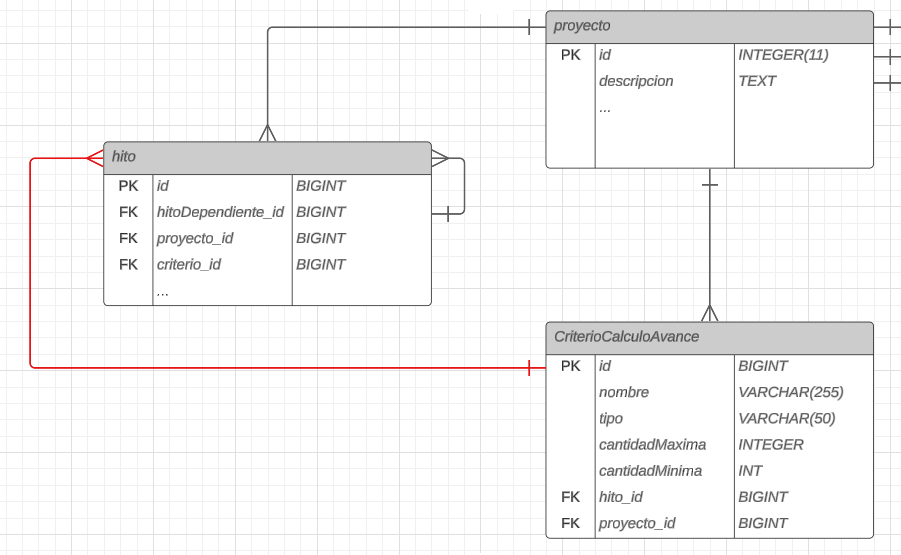 proyecto
PK id INTEGER(11)
descripcion TEXT
...
hito
PK id BIGINT
FK hitoDependiente_id BIGINT
FK proyecto_id BIGINT
FK criterio_id BIGINT
...
CriterioCalculoAvance
PK id BIGINT
nombre VARCHAR(255)
tipo VARCHAR(50)
cantidadMaxima INTEGER
cantidadMinima INT
FK hito_id BIGINT
FK proyecto_id BIGINT